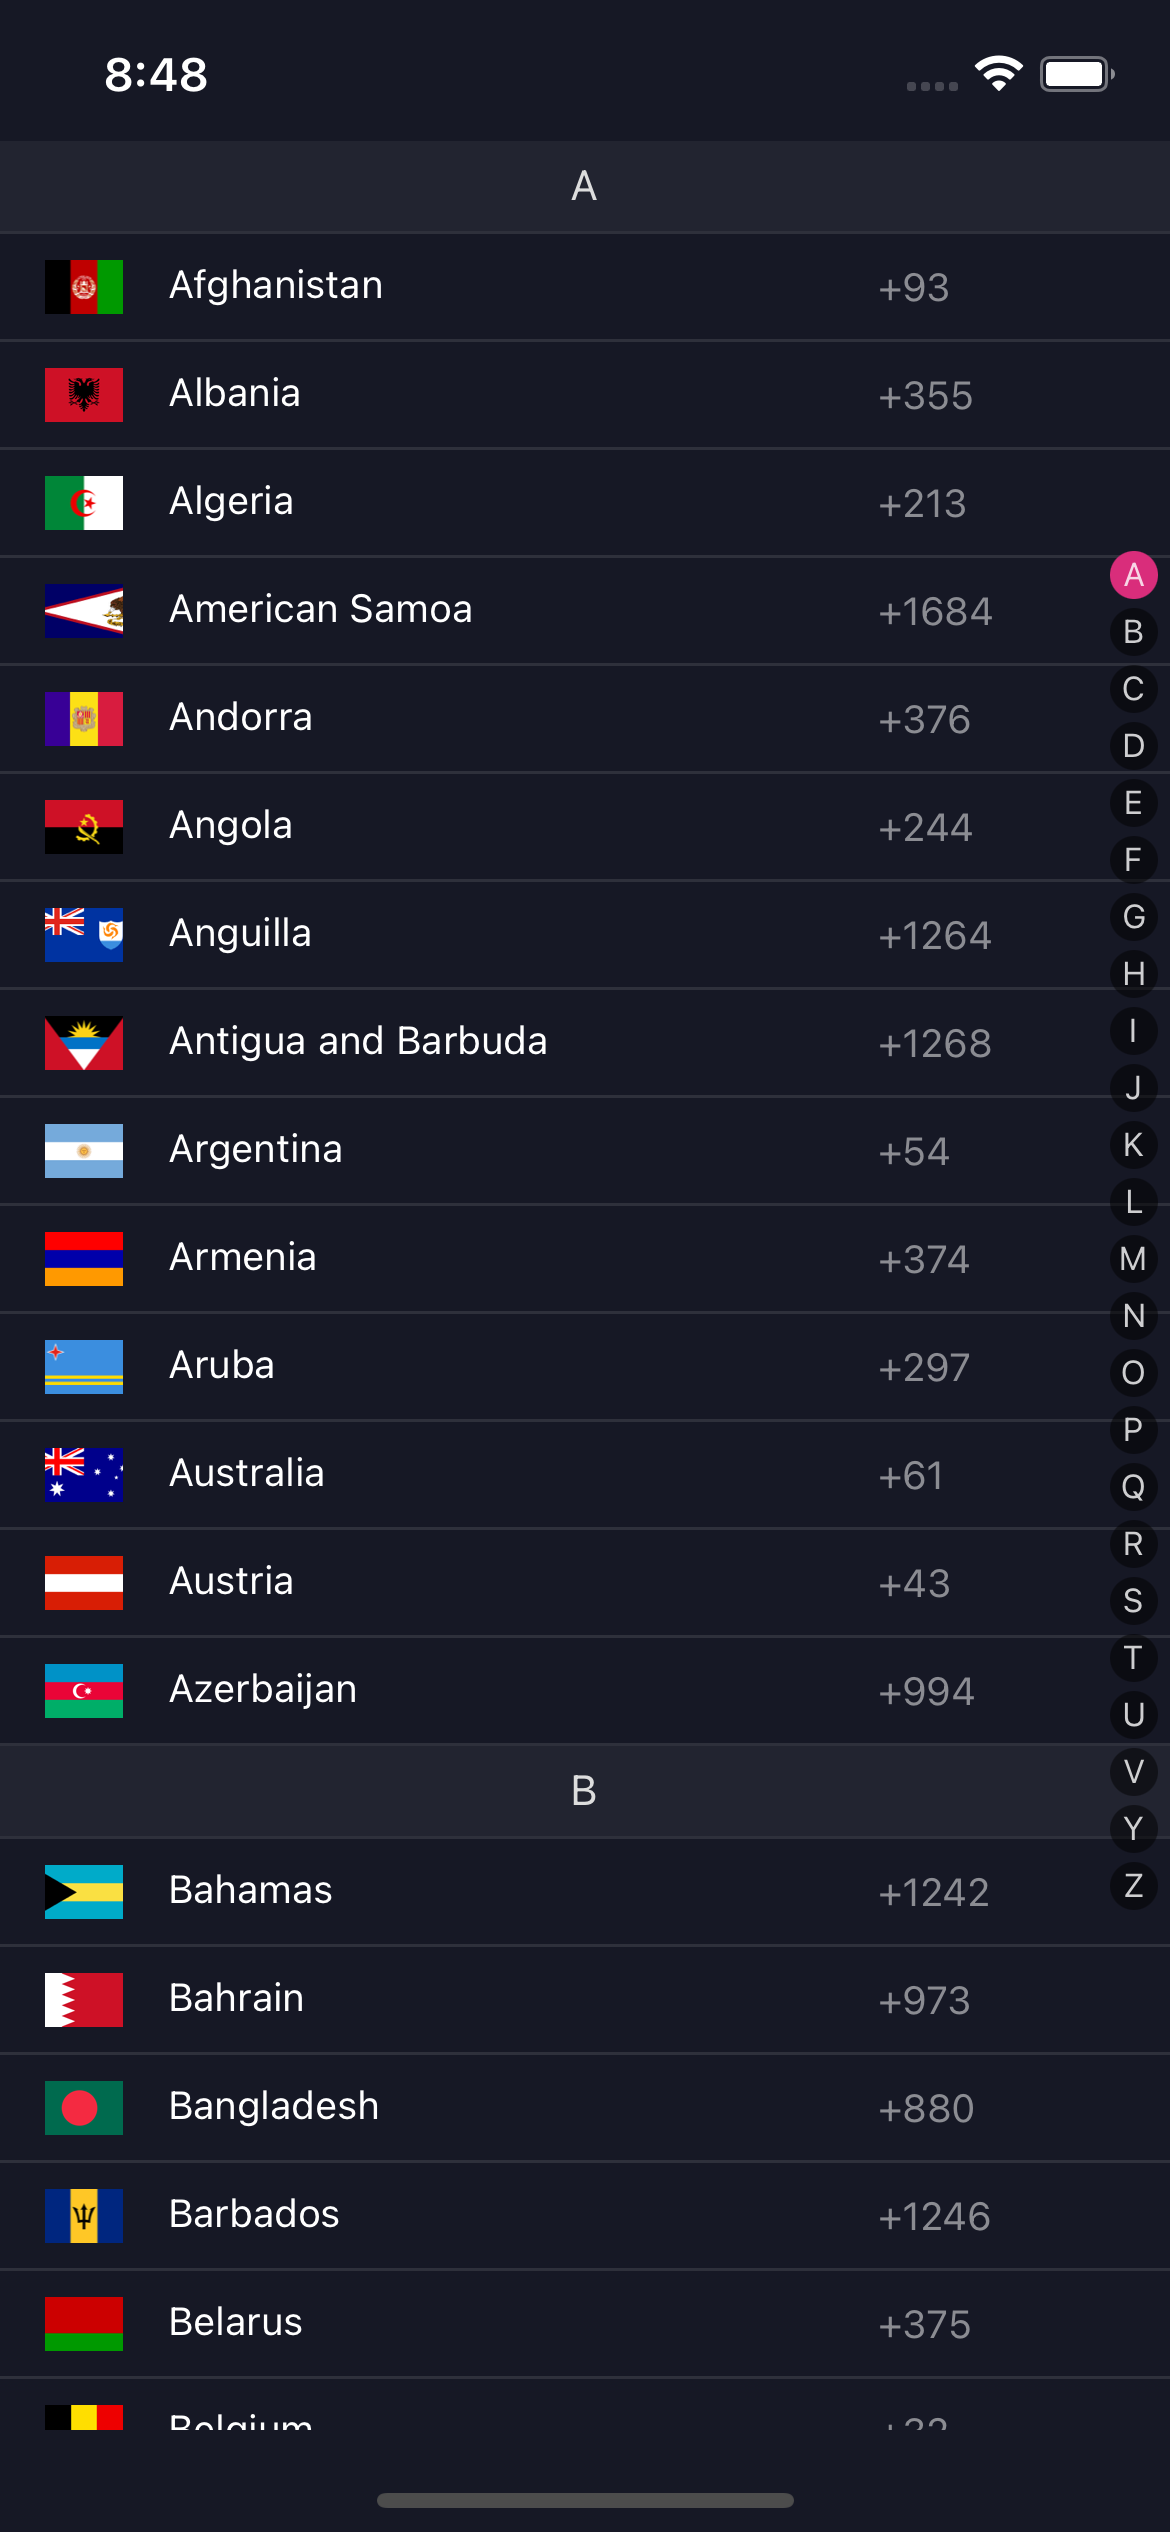 8:48
A
Afghanistan +93
Albania +355
Algeria +213
American Samoa +1684
Andorra +376
Angola +244
Anguilla +1264
Antigua and Barbuda +1268
Argentina +54
Armenia +374
Aruba +297
Australia +61
Austria +43
Azerbaijan +994
B
Bahamas +1242
Bahrain +973
Bangladesh +880
Barbados +1246
Belarus +375
Belgium +32
A
B
C
D
E
F
G
H
I
J
K
L
M
N
O
P
Q
R
S
T
U
V
Y
Z